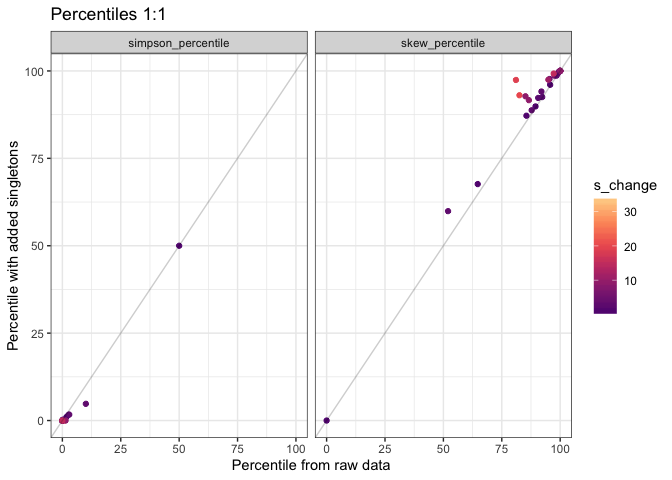 Percentiles 1:1
simpson_percentile
skew_percentile
100
75
50
25
0
Percentile with added singletons
0 25 50 75 100
0 25 50 75 100
Percentile from raw data
s_change
30
20
10